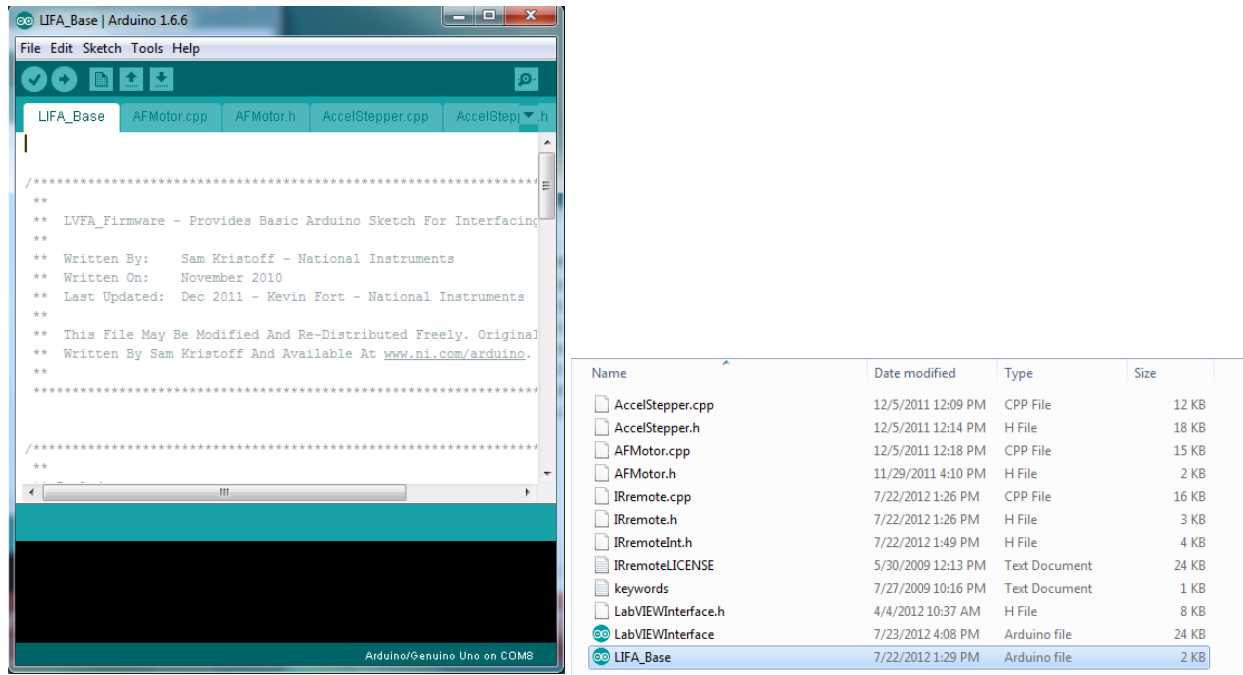 LIFA_Base | Arduino 1.6.6
File Edit Sketch Tools Help
LIFA_Base AFMotor.cpp AFMotor.h AccelStepper.cpp AccelStepp .h
/******************************************************************
**
** LVFA_Firmware - Provides Basic Arduino Sketch For Interfacing
**
** Written By: Sam Kristoff - National Instruments
** Written On: November 2010
** Last Updated: Dec 2011 - Kevin Fort - National Instruments
**
** This File May Be Modified And Re-Distributed Freely. Original
** Written By Sam Kristoff And Available At www.ni.com/arduino.
**
******************************************************************
/******************************************************************
**
Arduino/Genuino Uno on COM8
Name Date modified Type Size
AccelStepper.cpp 12/5/2011 12:09 PM CPP File 12 KB
AccelStepper.h 12/5/2011 12:14 PM H File 18 KB
AFMotor.cpp 12/5/2011 12:18 PM CPP File 15 KB
AFMotor.h 11/29/2011 4:10 PM H File 2 KB
IRremote.cpp 7/22/2012 1:26 PM CPP File 16 KB
IRremote.h 7/22/2012 1:26 PM H File 3 KB
IRremoteInt.h 7/22/2012 1:49 PM H File 4 KB
IRremoteLICENSE 5/30/2009 12:13 PM Text Document 24 KB
keywords 7/27/2009 10:16 PM Text Document 1 KB
LabVIEWInterface.h 4/4/2012 10:37 AM H File 8 KB
LabVIEWInterface 7/23/2012 4:08 PM Arduino file 24 KB
LIFA_Base 7/22/2012 1:29 PM Arduino file 2 KB